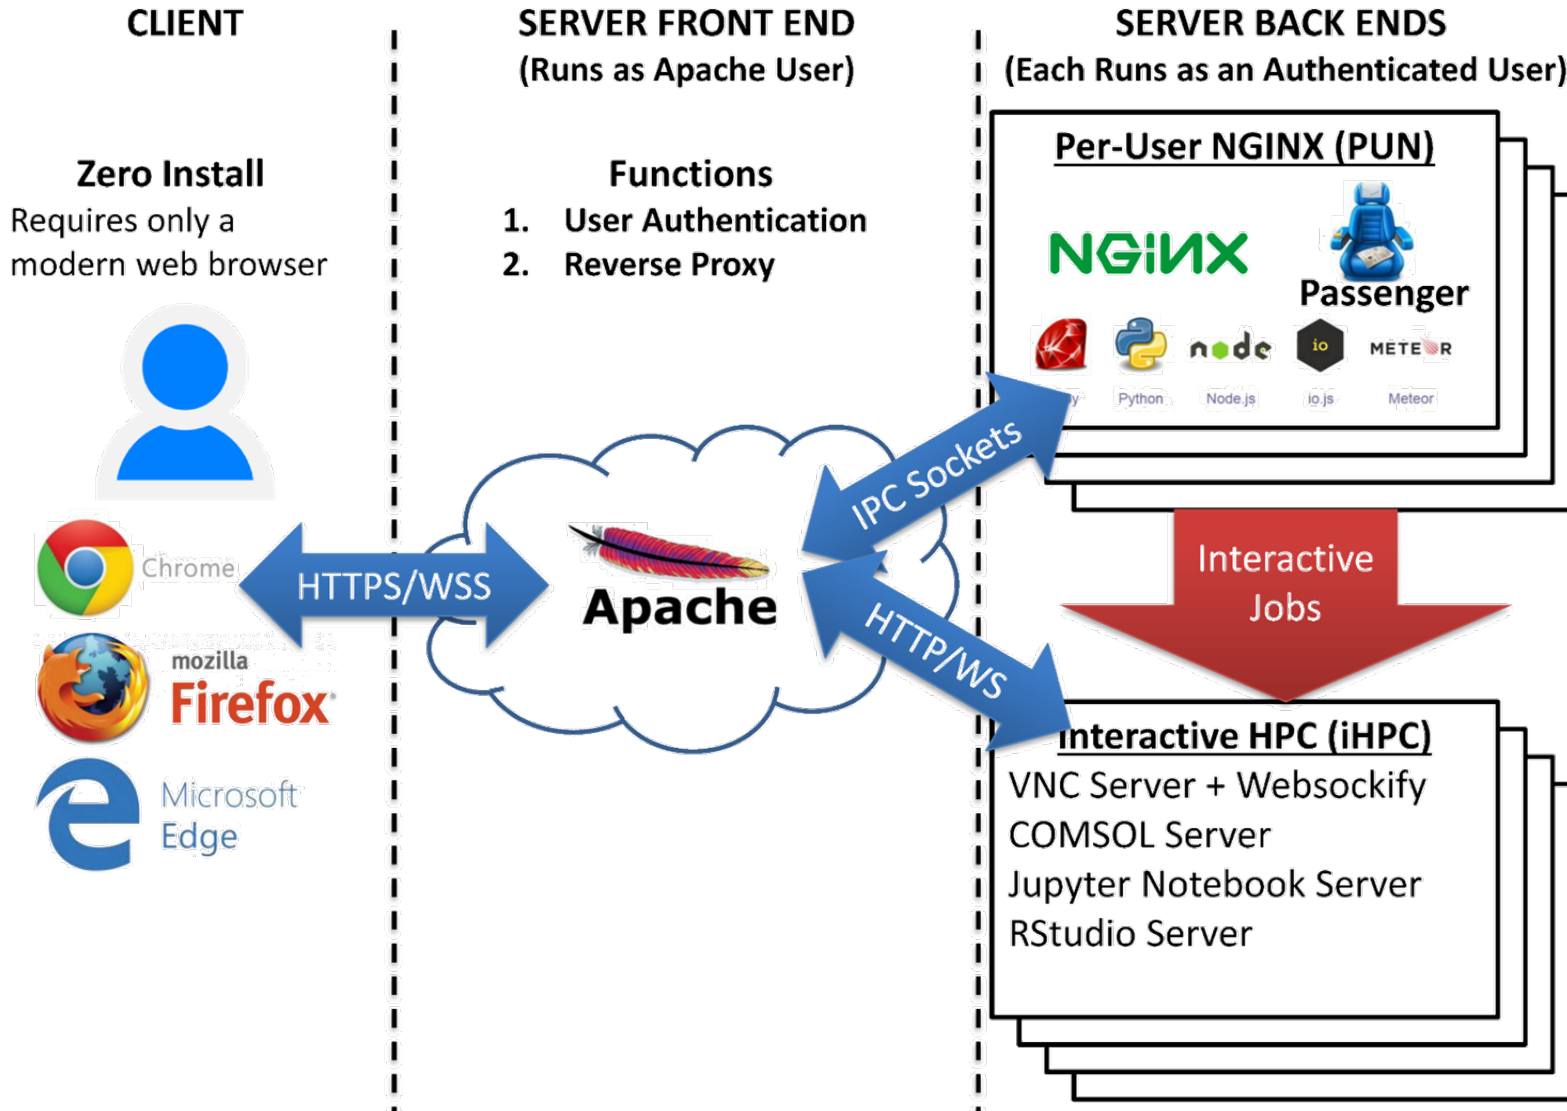 CLIENT
Zero Install
Requires only a
modern web browser
Chrome
mozilla
Firefox
Microsoft
Edge
HTTPS/WSS
SERVER FRONT END
(Runs as Apache User)
Functions
1. User Authentication
2. Reverse Proxy
Apache
IPC Sockets
HTTP/WS
SERVER BACK ENDS
(Each Runs as an Authenticated User)
Per-User NGINX (PUN)
NGiNX
Passenger
node
io
METEOR
y Python Node.js io.js Meteor
Interactive
Jobs
Interactive HPC (iHPC)
VNC Server + Websockify
COMSOL Server
Jupyter Notebook Server
RStudio Server